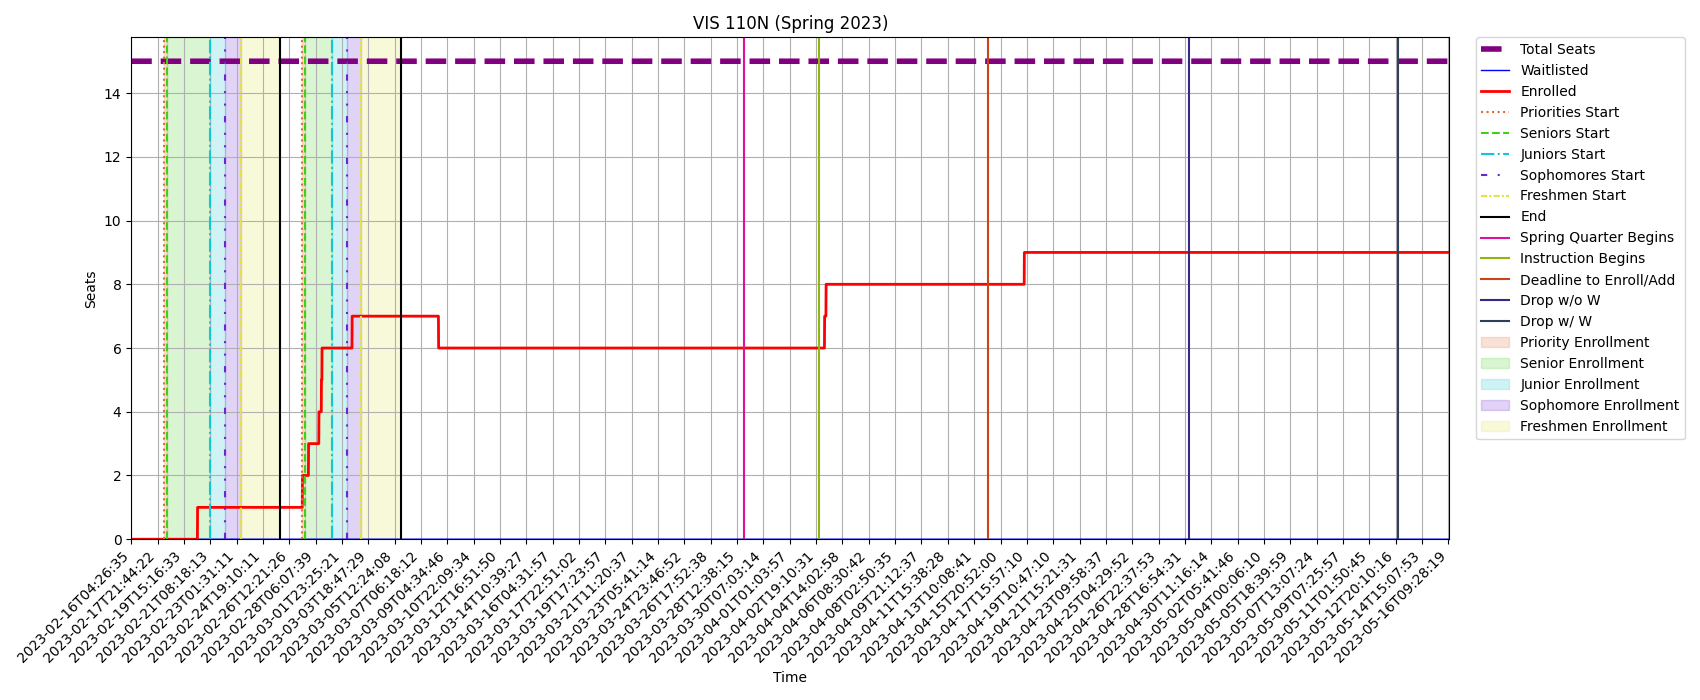 VIS 110N (Spring 2023)
Total Seats
Waitlisted
Enrolled
Priorities Start
Seniors Start
Juniors Start
Sophomores Start
Freshmen Start
End
Spring Quarter Begins
Instruction Begins
Deadline to Enroll/Add
Drop w/o W
Drop w/ W
Priority Enrollment
Senior Enrollment
Junior Enrollment
Sophomore Enrollment
Freshmen Enrollment
Seats
14
12
10
8
6
4
2
0
2023-02-16T04:26:35
2023-02-17T21:44:22
2023-02-19T15:16:33
2023-02-21T08:18:13
2023-02-23T01:31:11
2023-02-24T19:10:11
2023-02-26T12:21:26
2023-02-28T06:07:39
2023-03-01T23:25:21
2023-03-03T18:47:29
2023-03-05T12:24:08
2023-03-07T06:18:12
2023-03-09T04:34:46
2023-03-10T22:09:34
2023-03-12T16:51:50
2023-03-14T10:39:27
2023-03-16T04:31:57
2023-03-17T22:51:02
2023-03-19T17:23:57
2023-03-21T11:20:37
2023-03-23T05:41:14
2023-03-24T23:46:52
2023-03-26T17:52:38
2023-03-28T12:38:15
2023-03-30T07:03:14
2023-04-01T01:03:57
2023-04-02T19:10:31
2023-04-04T14:02:58
2023-04-06T08:30:42
2023-04-08T02:50:35
2023-04-09T21:12:37
2023-04-11T15:38:28
2023-04-13T10:08:41
2023-04-15T20:52:00
2023-04-17T15:57:10
2023-04-19T10:47:10
2023-04-21T15:21:31
2023-04-23T09:58:37
2023-04-25T04:29:52
2023-04-26T22:37:53
2023-04-28T16:54:31
2023-04-30T11:16:14
2023-05-02T05:41:46
2023-05-04T00:06:10
2023-05-05T18:39:59
2023-05-07T13:07:24
2023-05-09T07:25:57
2023-05-11T01:50:45
2023-05-12T20:10:16
2023-05-14T15:07:53
2023-05-16T09:28:19
Time